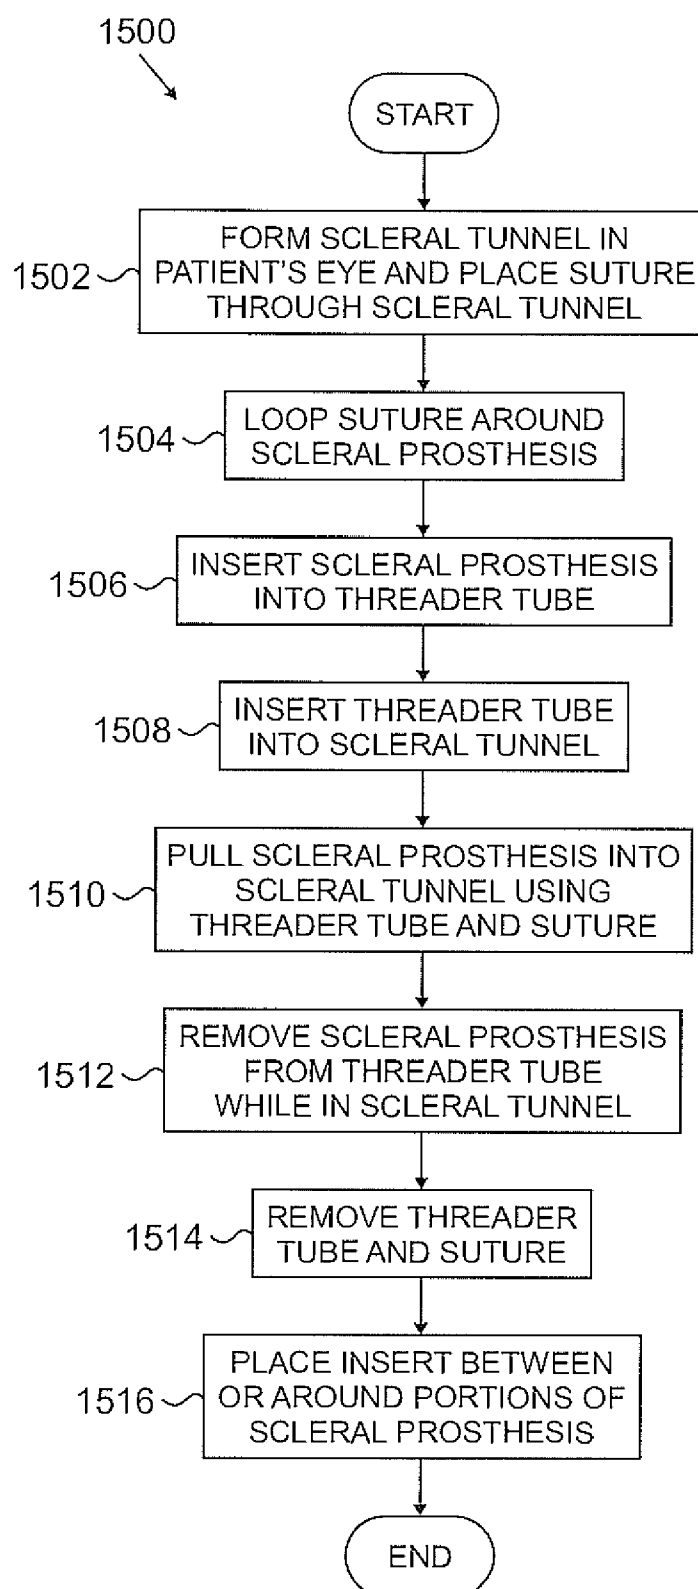 1500
START
1502
FORM SCLERAL TUNNEL IN
PATIENT'S EYE AND PLACE SUTURE
THROUGH SCLERAL TUNNEL
1504
LOOP SUTURE AROUND
SCLERAL PROSTHESIS
1506
INSERT SCLERAL PROSTHESIS
INTO THREADER TUBE
1508
INSERT THREADER TUBE
INTO SCLERAL TUNNEL
1510
PULL SCLERAL PROSTHESIS INTO
SCLERAL TUNNEL USING
THREADER TUBE AND SUTURE
1512
REMOVE SCLERAL PROSTHESIS
FROM THREADER TUBE
WHILE IN SCLERAL TUNNEL
1514
REMOVE THREADER
TUBE AND SUTURE
1516
PLACE INSERT BETWEEN
OR AROUND PORTIONS OF
SCLERAL PROSTHESIS
END